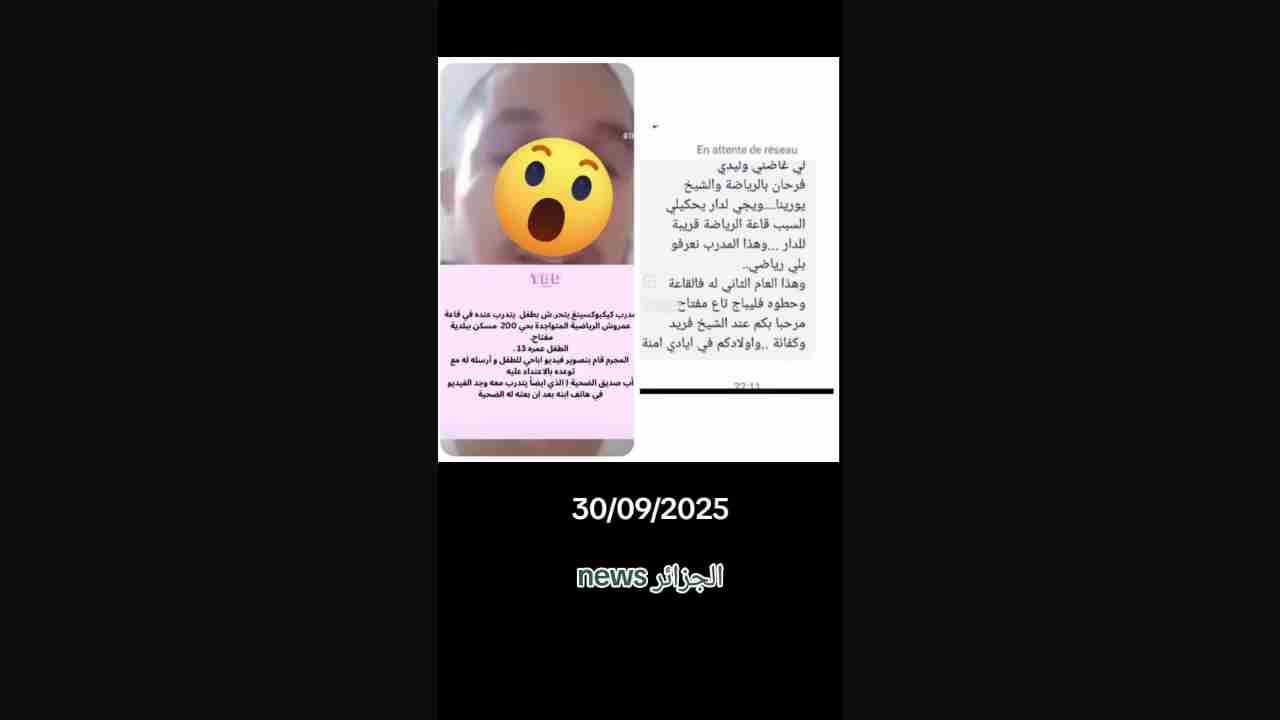 مدرب كيكبوكسينغ يتحرش بطفل يتدرب عنده في قاعة
عمروش الرياضية المتواجدة بحي 200 مسكن ببلدية
مفتاح.
الطفل عمره 13 .
المجرم قام بتصوير فيديو اباحي للطفل و أرسله له مع
توعده بالاعتداء عليه
أب صديق الضحية ( الذي ايضا يتدرب معه وجد الفيديو
في هاتف ابنه بعد ان بعثه له الضحية
En attente de réseau
لي غاضني وليدي
فرحان بالرياضة والشيخ
يورينا....ويجي لدار يحكيلي
السبب قاعة الرياضة قريبة
للدار ...وهذا المدرب نعرفو
بلي رياضي..
وهذا العام الثاني له فالقاعة
وحطوه فليباج تاع مفتاح
مرحبا بكم عند الشيخ فريد
وكفائة ,,واولادكم في ايادي امنة
22:11
30/09/2025
الجزائر news